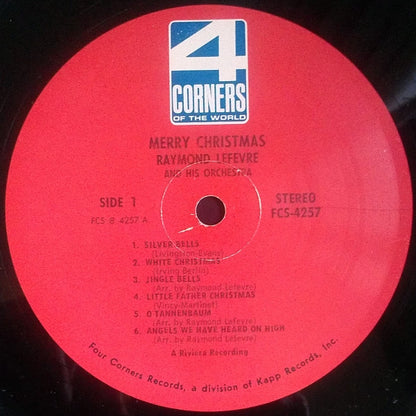 4
CORNERS
OF THE WORLD
MERRY CHRISTMAS
RAYMOND LEFEVRE
AND HIS ORCHESTRA
SIDE 1
STEREO
FCS B 4257 A
FCS-4257
1. SILVER BELLS
(Livingston-Evans)
2. WHITE CHRISTMAS
(Irving Berlin)
3. JINGLE BELLS
(Arr. by Raymond Lefevre)
4. LITTLE FATHER CHRISTMAS
(Vincy-Martinet)
5. O TANNENBAUM
(Arr. by Raymond Lefevre)
6. ANGELS WE HAVE HEARD ON HIGH
(Arr. by Raymond Lefevre)
A Riviera Recording
Four Corners Records, a division of Kapp Records, Inc.